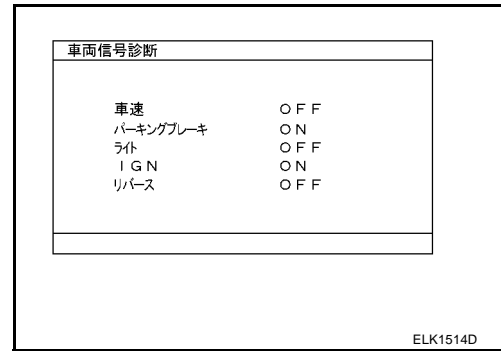 車両信号診断
車速 OFF
パーキングブレーキ ON
ライト OFF
IGN ON
リバース OFF
ELK1514D